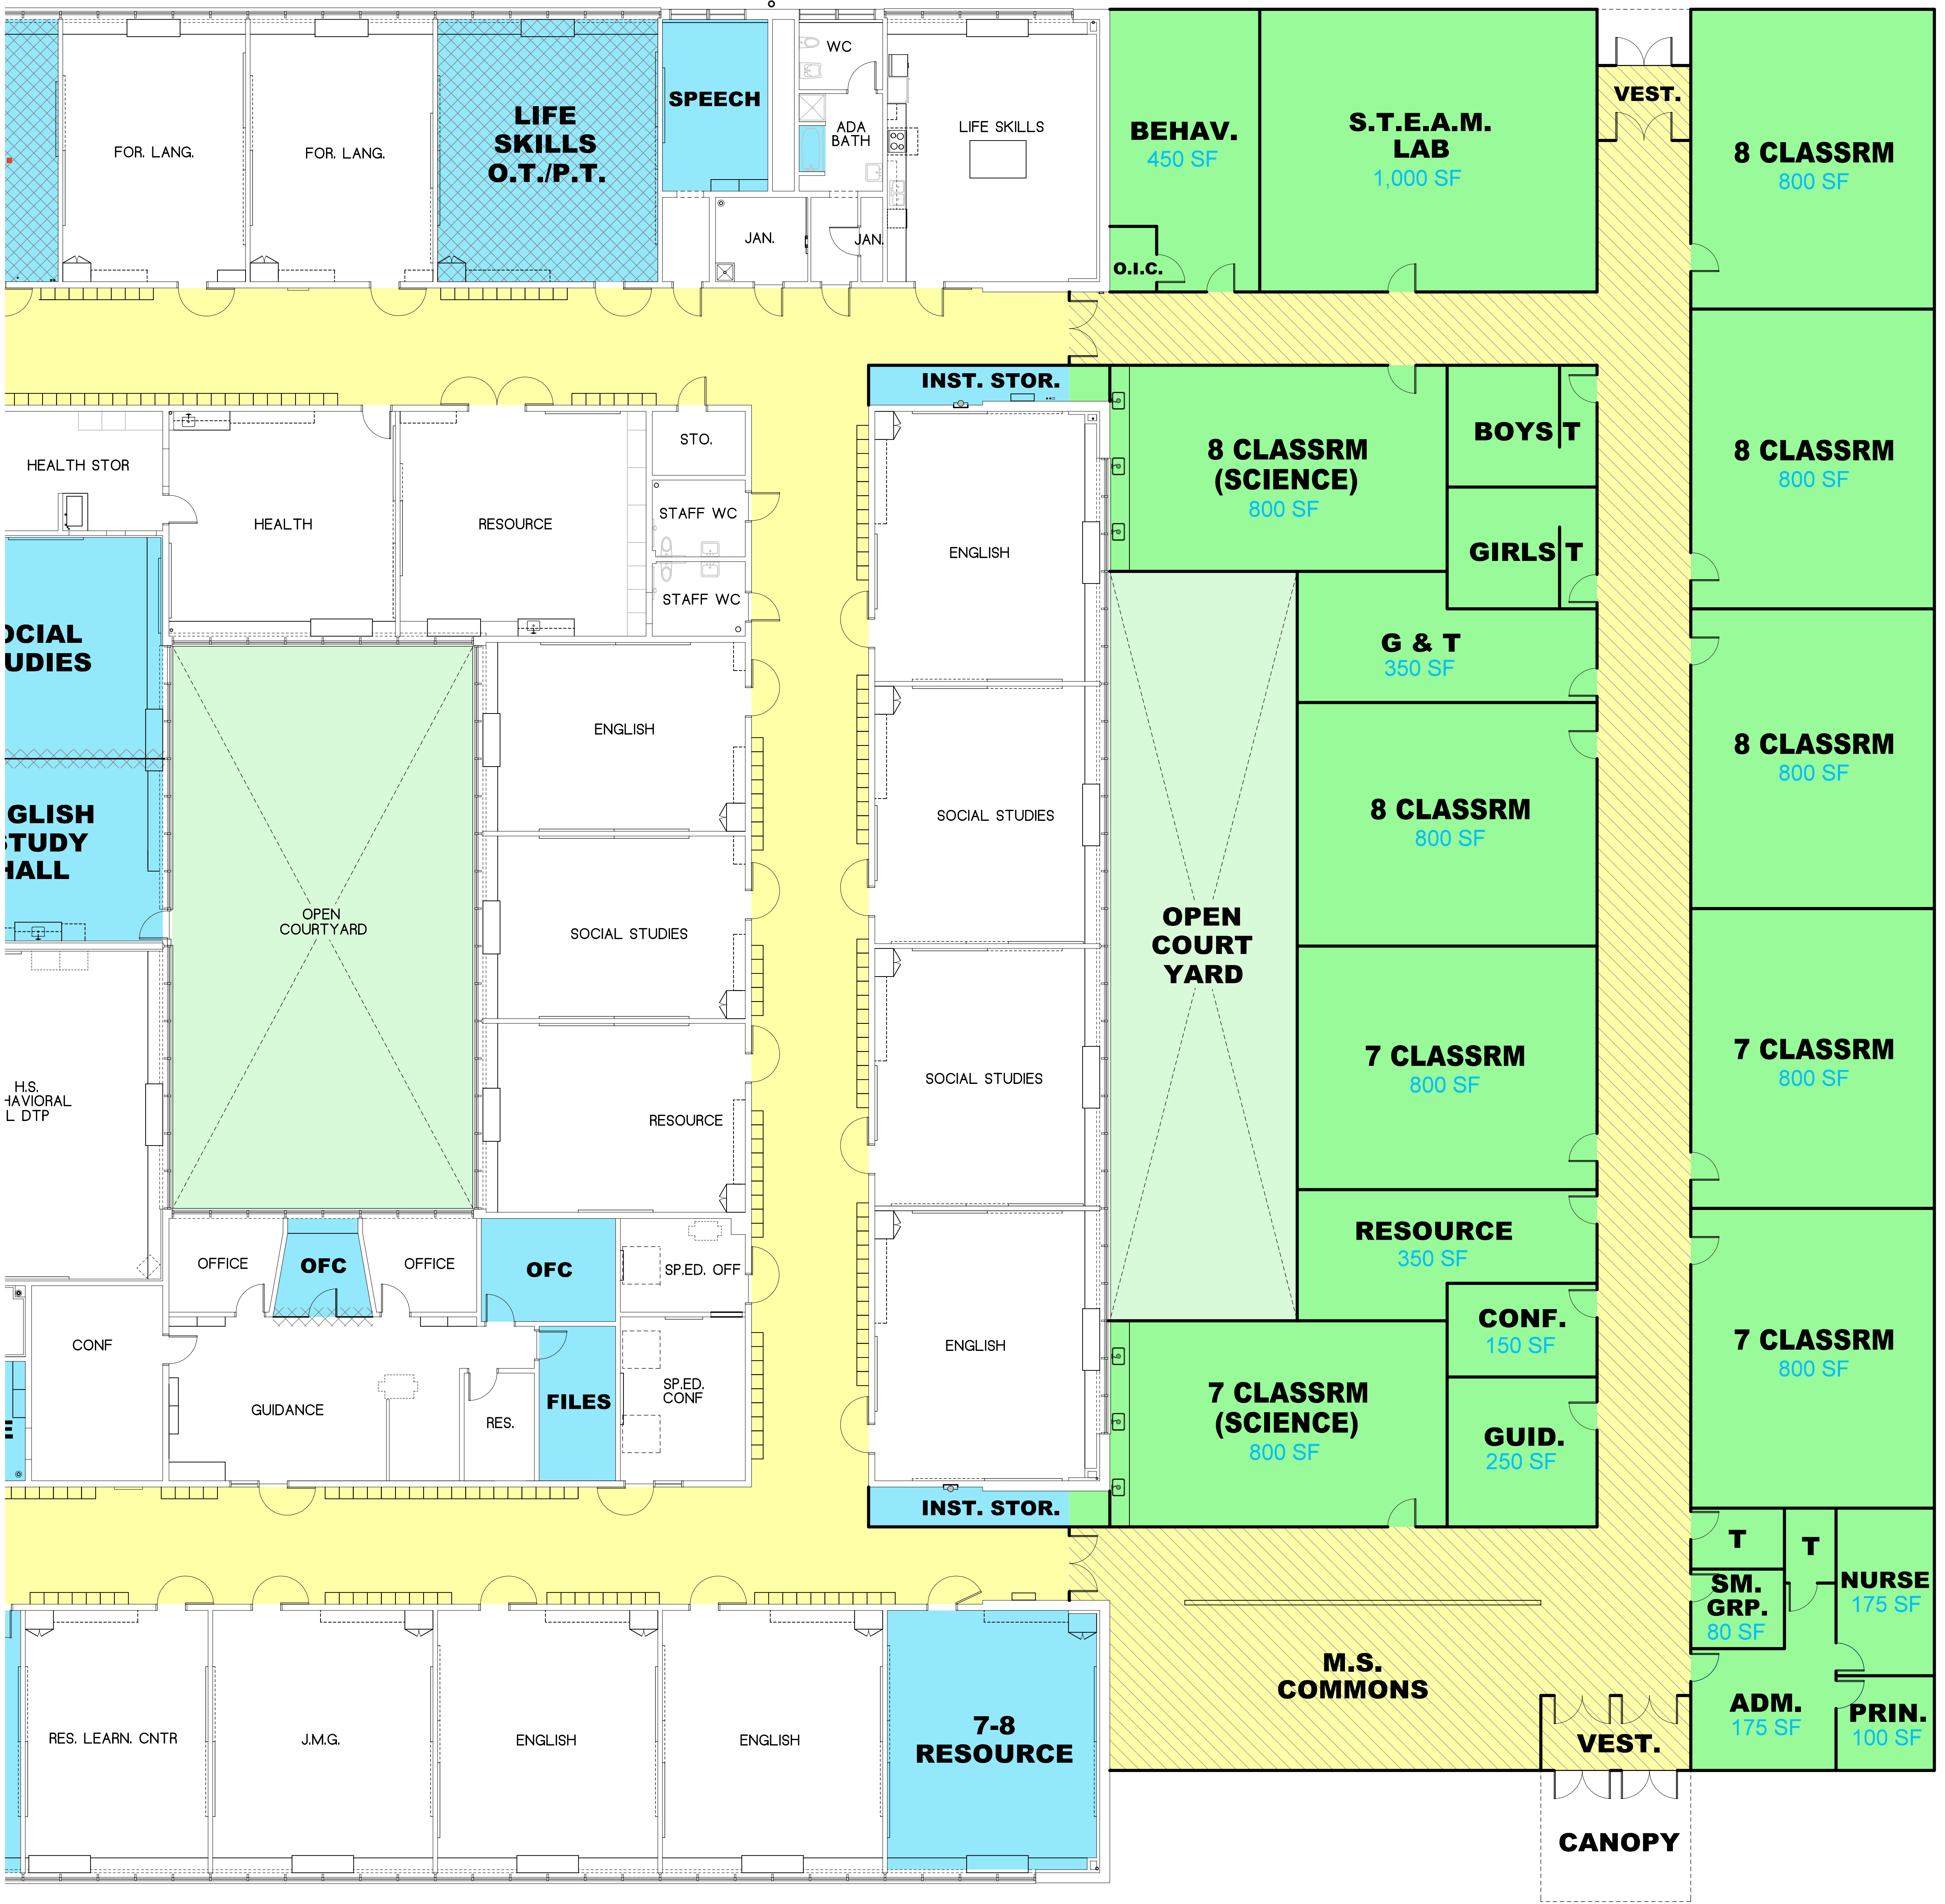 FOR. LANG.
FOR. LANG.
LIFE
SKILLS
O.T./P.T.
SPEECH
WC
ADA
BATH
JAN.
JAN.
LIFE SKILLS
BEHAV.
450 SF
O.I.C.
S.T.E.A.M.
LAB
1,000 SF
VEST.
8 CLASSRM
800 SF
INST. STOR.
HEALTH STOR
HEALTH
RESOURCE
STO.
STAFF WC
STAFF WC
ENGLISH
8 CLASSRM
(SCIENCE)
800 SF
BOYS T
GIRLS T
8 CLASSRM
800 SF
OCIAL
UDIES
G & T
350 SF
ENGLISH
SOCIAL STUDIES
8 CLASSRM
800 SF
8 CLASSRM
800 SF
GLISH
STUDY
HALL
OPEN
COURTYARD
SOCIAL STUDIES
OPEN
COURT
YARD
7 CLASSRM
800 SF
7 CLASSRM
800 SF
H.S.
HAVIORAL
L DTP
RESOURCE
SOCIAL STUDIES
RESOURCE
350 SF
OFFICE
OFC
OFFICE
OFC
SP.ED. OFF
CONF
GUIDANCE
RES.
FILES
SP.ED.
CONF
ENGLISH
7 CLASSRM
(SCIENCE)
800 SF
CONF.
150 SF
GUID.
250 SF
7 CLASSRM
800 SF
E
INST. STOR.
T
T
NURSE
175 SF
SM.
GRP.
80 SF
RES. LEARN. CNTR
J.M.G.
ENGLISH
ENGLISH
7-8
RESOURCE
M.S.
COMMONS
VEST.
ADM.
175 SF
PRIN.
100 SF
CANOPY